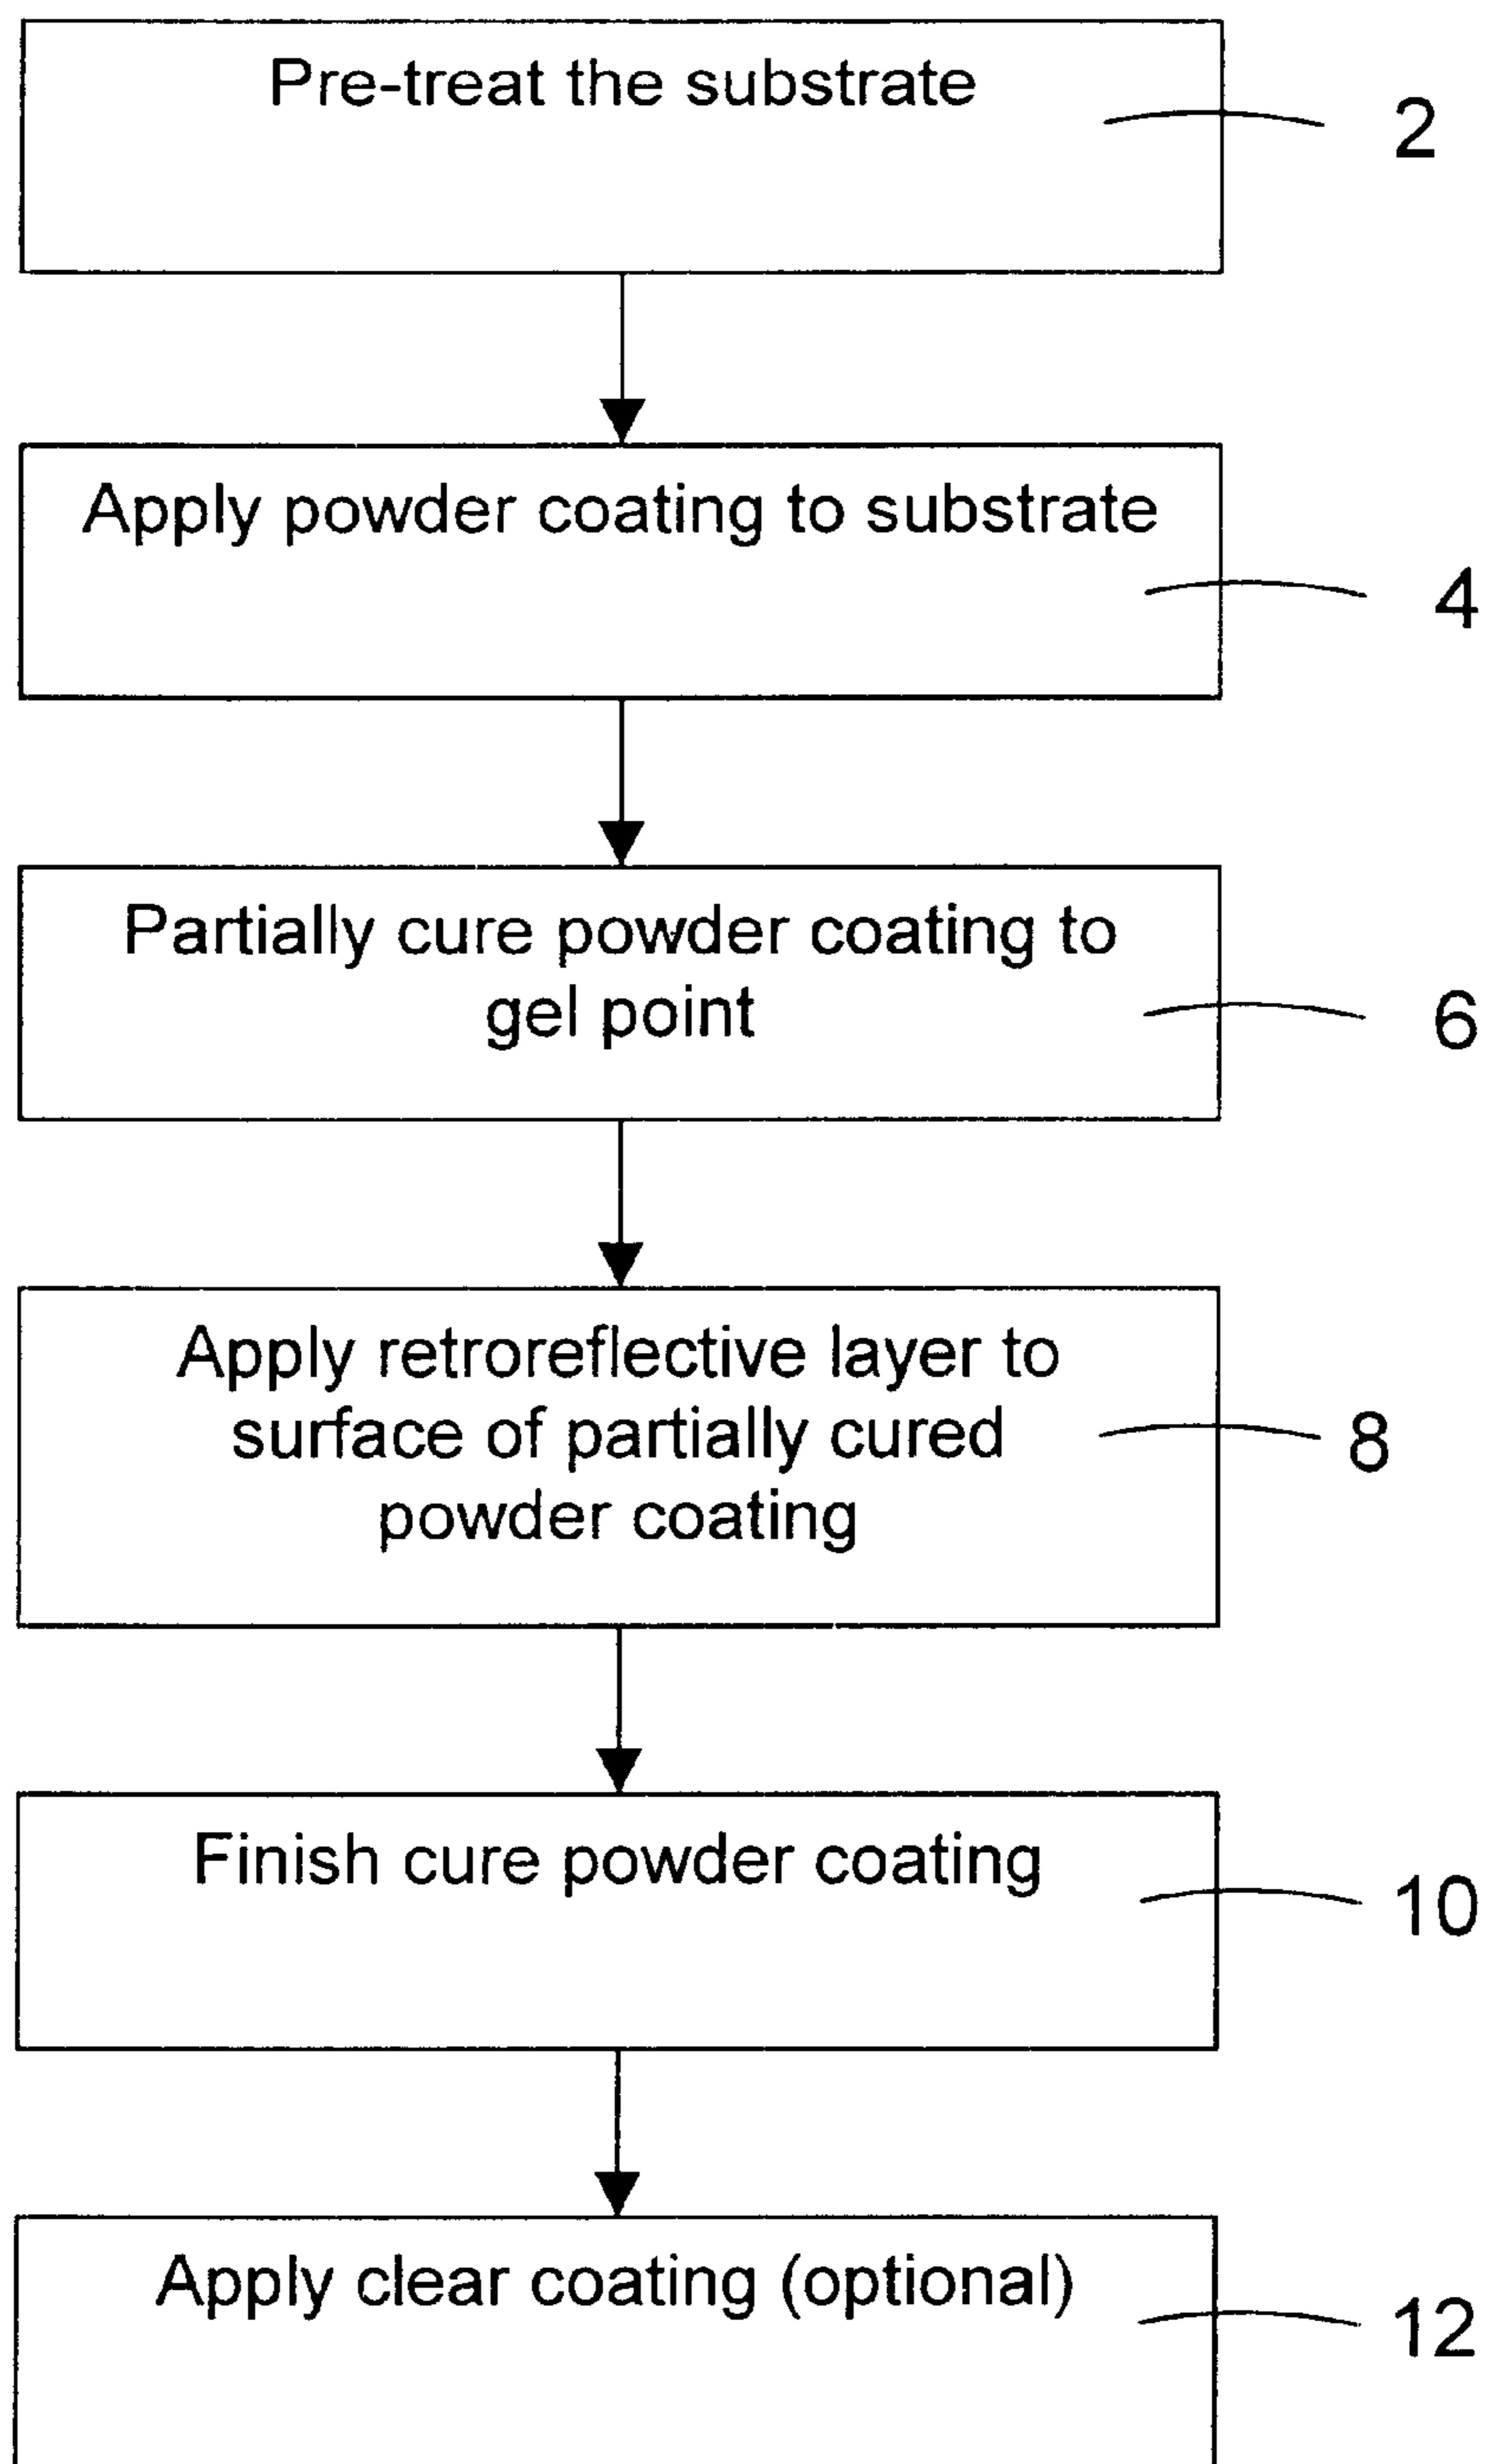 Pre-treat the substrate
2
Apply powder coating to substrate
4
Partially cure powder coating to
gel point
6
Apply retroreflective layer to
surface of partially cured
powder coating
8
Finish cure powder coating
10
Apply clear coating (optional)
12